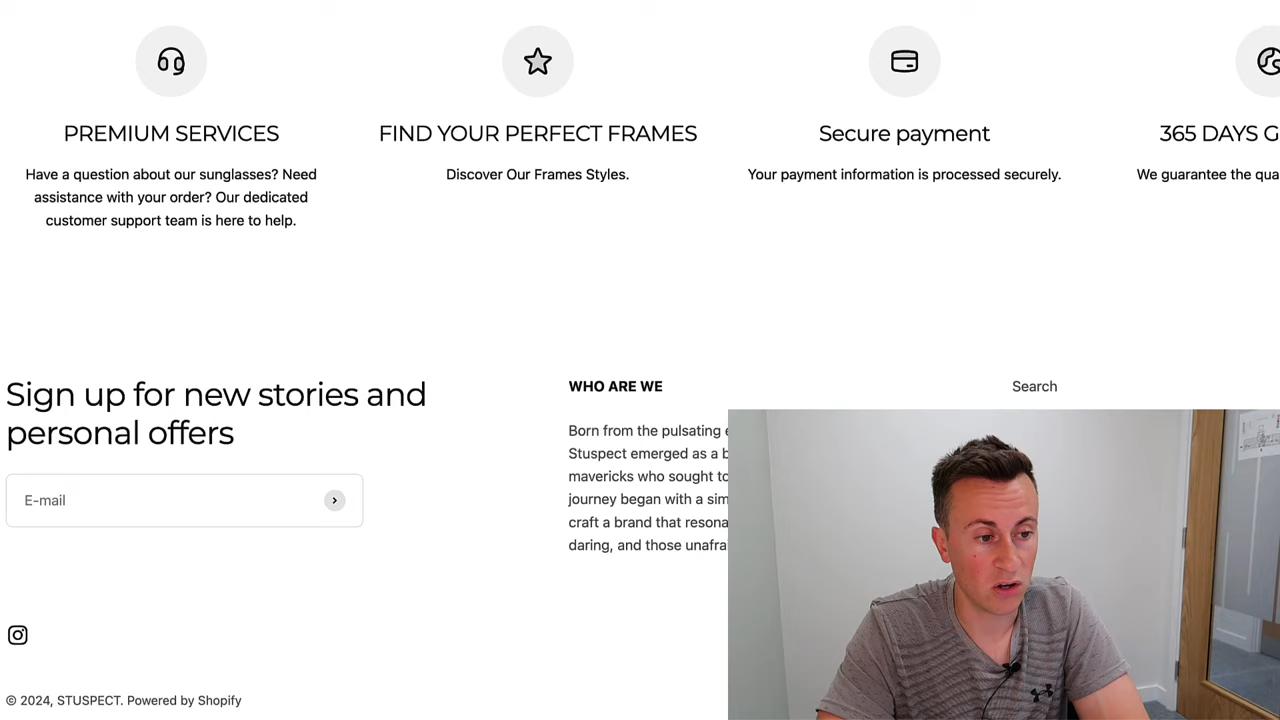 PREMIUM SERVICES
Have a question about our sunglasses? Need
assistance with your order? Our dedicated
customer support team is here to help.
FIND YOUR PERFECT FRAMES
Discover Our Frames Styles.
Secure payment
Your payment information is processed securely.
365 DAYS G
We guarantee the qua
Sign up for new stories and
personal offers
E-mail
WHO ARE WE
Born from the pulsating
Stuspect emerged as a
mavericks who sought to
journey began with a sim
craft a brand that resona
daring, and those unafra
Search
© 2024, STUSPECT. Powered by Shopify